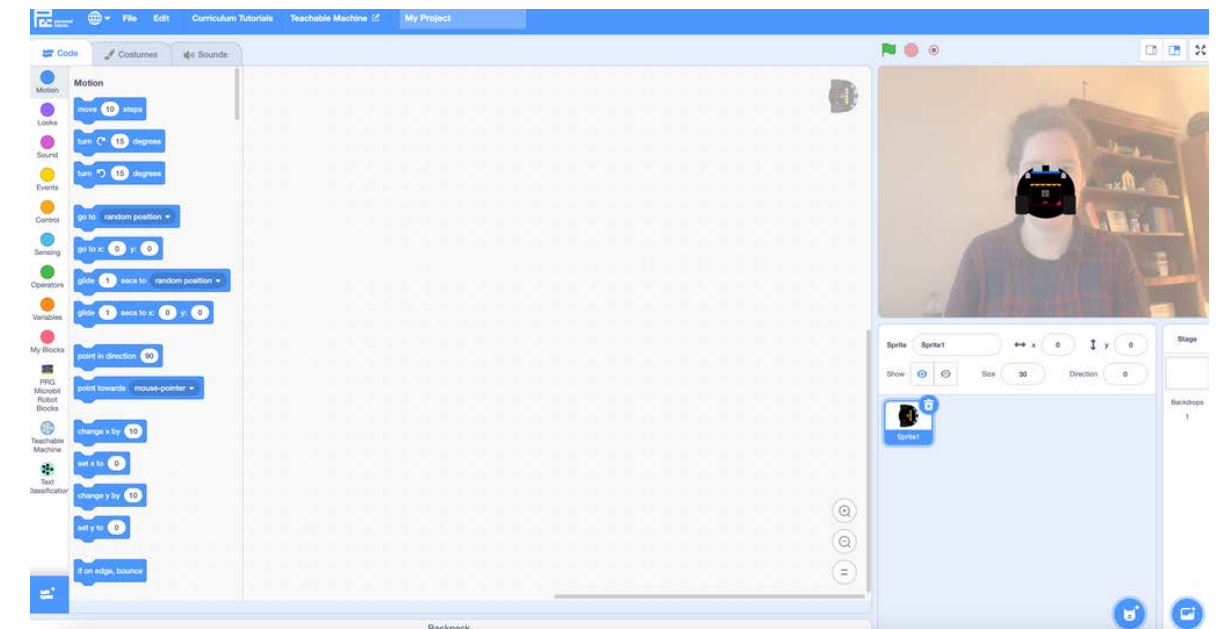 PRG
File Edit Curriculum Tutorials Teachable Machine My Project
Code Costumes Sounds
Motion
Looks
Sound
Events
Control
Sensing
Operators
Variables
My Blocks
PRG
Microbit
Robot
Blocks
Teachable
Machine
Text
Classification
Motion
move 10 steps
turn 15 degrees
turn 15 degrees
go to random position
go to x: 0 y: 0
glide 1 secs to random position
glide 1 secs to x: 0 y: 0
point in direction 90
point towards mouse-pointer
change x by 10
set x to 0
change y by 10
set y to 0
if on edge, bounce
Sprite Sprite1 x 0 y 0
Show Size 30 Direction 0
Sprite1
Stage
Backdrops
1
Backpack